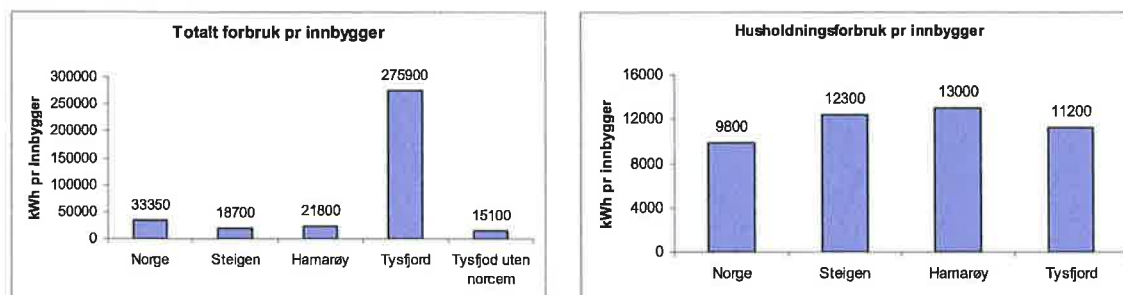 Totalt forbruk pr innbygger
kWh pr innbygger
300000
250000
200000
150000
100000
50000
0
33350
18700
21800
275900
15100
Norge
Steigen
Hamarøy
Tysfjord
Tysfjod uten
norcem
Husholdningsforbruk pr innbygger
kWh pr innbygger
16000
12000
8000
4000
0
9800
12300
13000
11200
Norge
Steigen
Hamarøy
Tysfjord